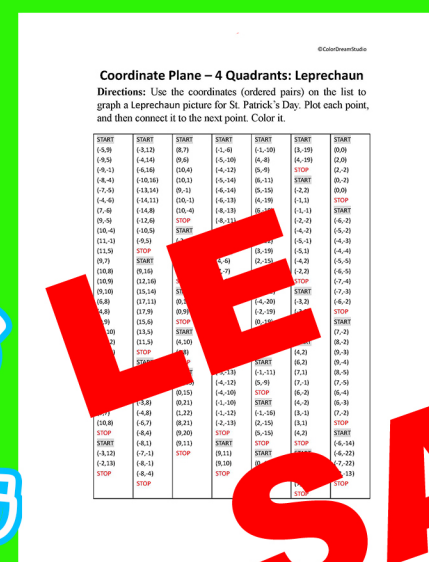 ©ColorDreamStudio
Coordinate Plane – 4 Quadrants: Leprechaun
Directions: Use the coordinates (ordered pairs) on the list to
graph a Leprechaun picture for St. Patrick's Day. Plot each point,
and then connect it to the next point. Color it.
START
(-5,9)
(-9,5)
(-9,-1)
(-8,-4)
(-7,-5)
(-4,-6)
(7,-6)
(9,-5)
(10,-4)
(11,-1)
(11,5)
(9,7)
(10,8)
(10,9)
(9,10)
(6,8)
(10,8)
STOP
START
(-3,12)
(-2,13)
STOP
START
(-3,12)
(-4,14)
(-6,16)
(-10,16)
(-13,14)
(-14,11)
(-14,8)
(-12,6)
(-10,5)
(-9,5)
STOP
START
(9,16)
(12,16)
(15,14)
(17,11)
(17,9)
(15,6)
(13,5)
(11,5)
STOP
START
(-3,8)
(-4,8)
(-6,7)
(-8,4)
(-8,1)
(-7,-1)
(-8,-1)
(-8,-4)
STOP
START
(8,7)
(9,6)
(10,4)
(10,1)
(9,-1)
(10,-4)
STOP
START
(0,9)
STOP
START
(4,10)
(0,15)
(0,21)
(1,22)
(8,21)
(9,20)
(9,11)
STOP
START
(-1,-6)
(-5,-10)
(-4,-12)
(-5,-14)
(-6,-14)
(-6,-13)
(-8,-13)
(-8,-11)
(-4,-12)
(-4,-10)
(-1,-10)
(-1,-12)
(-2,-13)
STOP
START
(9,11)
(9,10)
STOP
START
(-1,-10)
(4,-8)
(5,-9)
(6,-11)
(5,-15)
(4,-19)
(3,-19)
(2,-15)
(-4,-20)
(-2,-19)
START
(-1,-11)
(5,-9)
START
(-1,-16)
(2,-15)
(5,-15)
STOP
START
START
(3,-19)
(4,-19)
STOP
START
(-2,2)
(-1,1)
(-1,-1)
(-2,-2)
(-4,-2)
(-5,-1)
(-5,1)
(-4,2)
(-2,2)
STOP
START
(-3,2)
(4,2)
(6,2)
(7,1)
(7,-1)
(6,-2)
(4,-2)
(3,-1)
(3,1)
(4,2)
STOP
STOP
START
(0,0)
(2,0)
(2,-2)
(0,-2)
(0,0)
STOP
START
(-6,-2)
(-5,-2)
(-4,-3)
(-4,-4)
(-5,-5)
(-6,-5)
(-7,-4)
(-7,-3)
(-6,-2)
STOP
START
(7,-2)
(8,-2)
(9,-3)
(9,-4)
(8,-5)
(7,-5)
(6,-4)
(6,-3)
(7,-2)
STOP
START
(-6,-14)
(-6,-22)
(-7,-22)
STOP
LE
SA